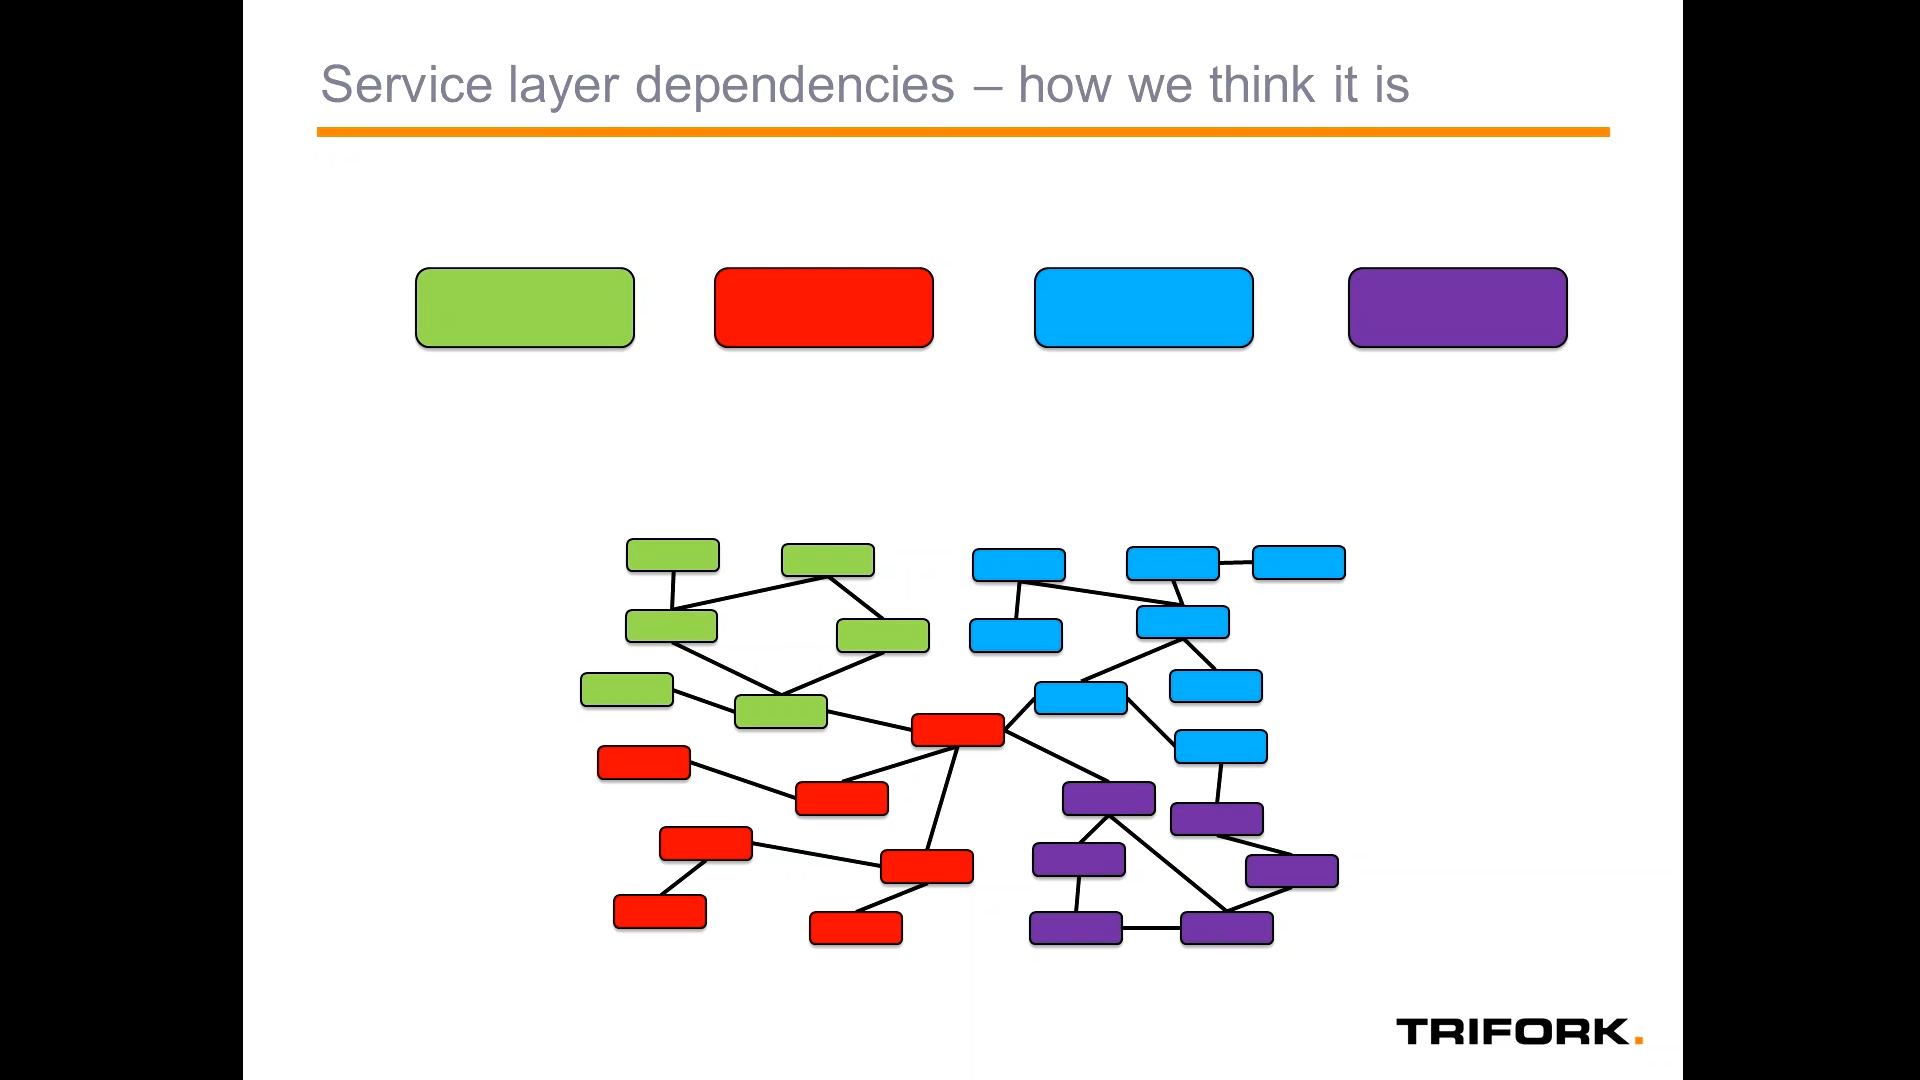 Service layer dependencies – how we think it is
TRIFORK.